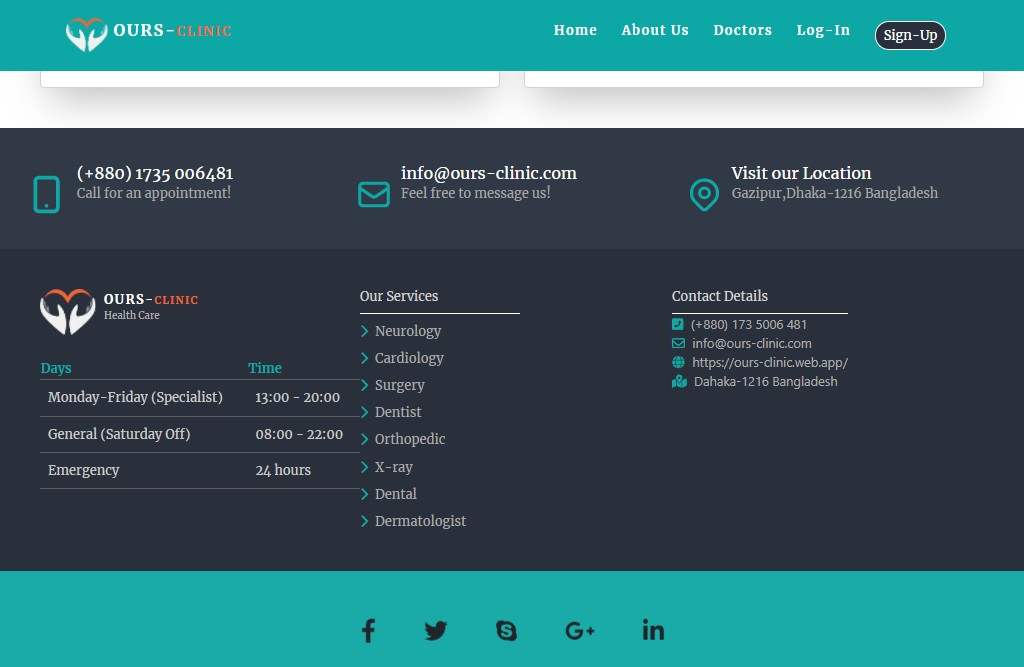 OURS-CLINIC
Home About Us Doctors Log-In Sign-Up
(+880) 1735 006481
Call for an appointment!
info@ours-clinic.com
Feel free to message us!
Visit our Location
Gazipur,Dhaka-1216 Bangladesh
OURS-CLINIC
Health Care
Days Time
Monday-Friday (Specialist) 13:00 - 20:00
General (Saturday Off) 08:00 - 22:00
Emergency 24 hours
Our Services
Neurology
Cardiology
Surgery
Dentist
Orthopedic
X-ray
Dental
Dermatologist
Contact Details
(+880) 173 5006 481
info@ours-clinic.com
https://ours-clinic.web.app/
Dahaka-1216 Bangladesh